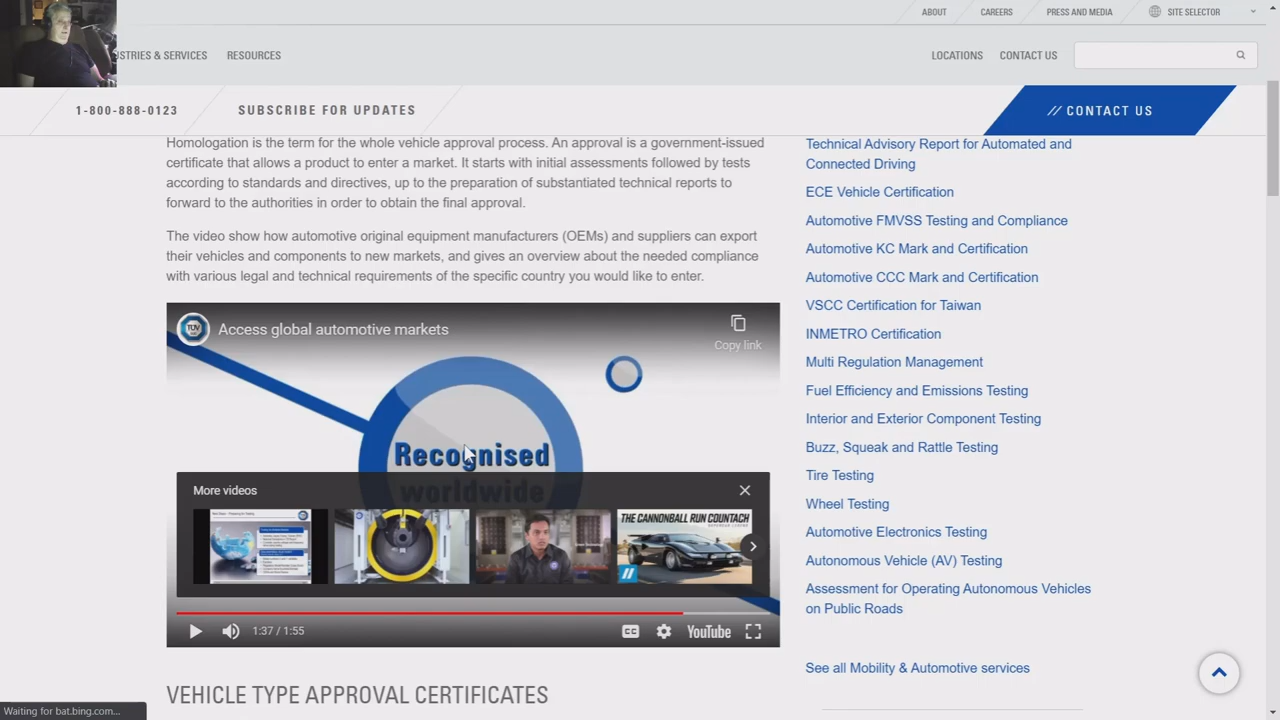 ABOUT
CAREERS
PRESS AND MEDIA
SITE SELECTOR
USTRIES & SERVICES
RESOURCES
LOCATIONS
CONTACT US
1-800-888-0123
SUBSCRIBE FOR UPDATES
// CONTACT US
Homologation is the term for the whole vehicle approval process. An approval is a government-issued
certificate that allows a product to enter a market. It starts with initial assessments followed by tests
according to standards and directives, up to the preparation of substantiated technical reports to
forward to the authorities in order to obtain the final approval.
The video show how automotive original equipment manufacturers (OEMs) and suppliers can export
their vehicles and components to new markets, and gives an overview about the needed compliance
with various legal and technical requirements of the specific country you would like to enter.
TÜV
Access global automotive markets
Copy link
Recognised
worldwide
More videos
THE CANNONBALL RUN COUNTACH
1:37 / 1:55
CC
YouTube
VEHICLE TYPE APPROVAL CERTIFICATES
Technical Advisory Report for Automated and
Connected Driving
ECE Vehicle Certification
Automotive FMVSS Testing and Compliance
Automotive KC Mark and Certification
Automotive CCC Mark and Certification
VSCC Certification for Taiwan
INMETRO Certification
Multi Regulation Management
Fuel Efficiency and Emissions Testing
Interior and Exterior Component Testing
Buzz, Squeak and Rattle Testing
Tire Testing
Wheel Testing
Automotive Electronics Testing
Autonomous Vehicle (AV) Testing
Assessment for Operating Autonomous Vehicles
on Public Roads
See all Mobility & Automotive services
Waiting for bat.bing.com...